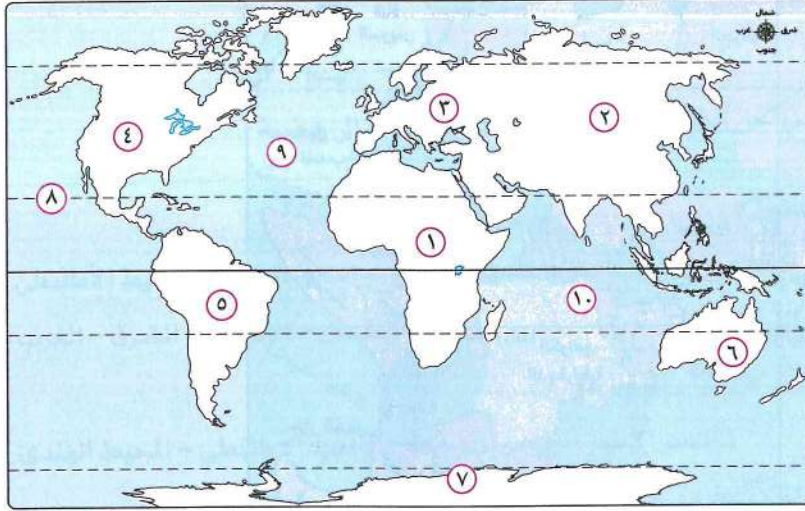 شمال
شرق
غرب
جنوب
٣
٢
٤
٩
٨
١
٥
١٠
٦
٧